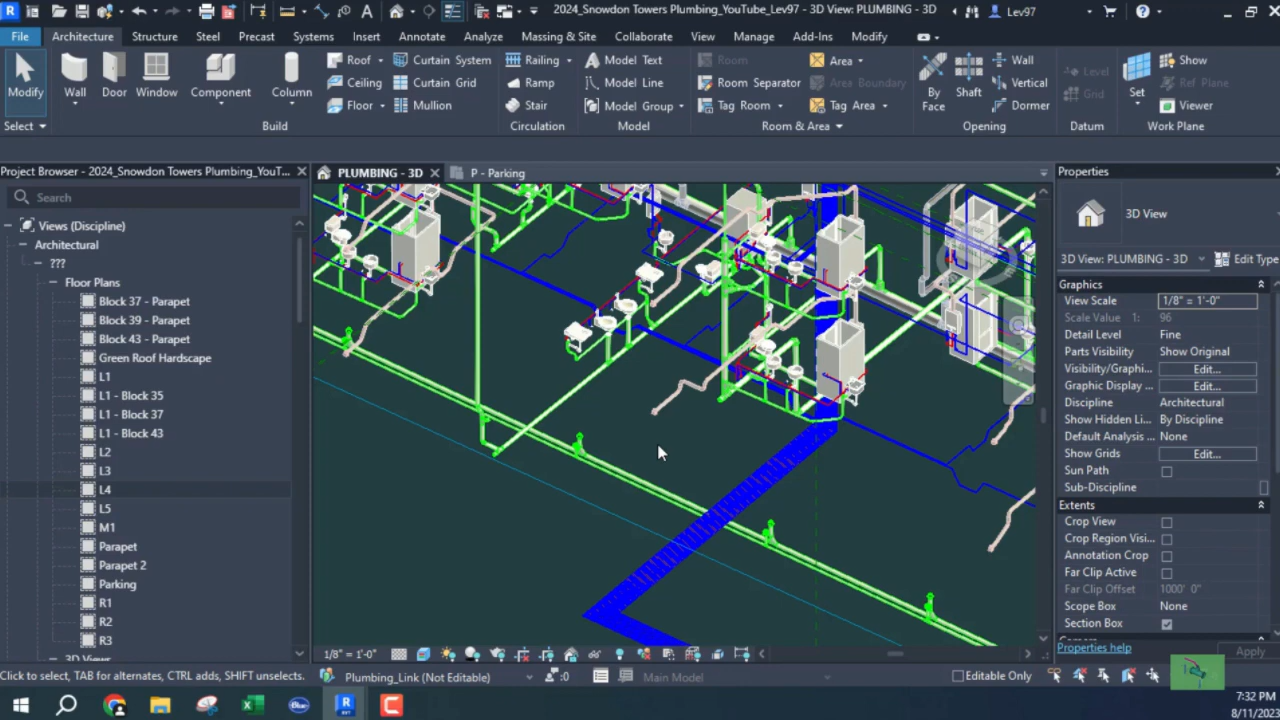 2024_Snowdon Towers Plumbing_YouTube_Lev97 - 3D View: PLUMBING - 3D
Lev97
File Architecture Structure Steel Precast Systems Insert Annotate Analyze Massing & Site Collaborate View Manage Add-Ins Modify
Modify
Wall
Door
Window
Component
Column
Roof
Ceiling
Floor
Curtain System
Curtain Grid
Mullion
Railing
Ramp
Stair
Model Text
Model Line
Model Group
Room
Room Separator
Tag Room
Area
Area Boundary
Tag Area
By Face
Shaft
Wall
Vertical
Dormer
Level
Grid
Set
Show
Ref Plane
Viewer
Select Build Circulation Model Room & Area Opening Datum Work Plane
Project Browser - 2024_Snowdon Towers Plumbing_YouT...
Search
Views (Discipline)
Architectural
???
Floor Plans
Block 37 - Parapet
Block 39 - Parapet
Block 43 - Parapet
Green Roof Hardscape
L1
L1 - Block 35
L1 - Block 37
L1 - Block 43
L2
L3
L4
L5
M1
Parapet
Parapet 2
Parking
R1
R2
R3
3D Views
PLUMBING - 3D
P - Parking
Properties
3D View
3D View: PLUMBING - 3D Edit Type
Graphics
View Scale 1/8" = 1'-0"
Scale Value 1: 96
Detail Level Fine
Parts Visibility Show Original
Visibility/Graphi... Edit...
Graphic Display ... Edit...
Discipline Architectural
Show Hidden Li... By Discipline
Default Analysis ... None
Show Grids Edit...
Sun Path
Sub-Discipline
Extents
Crop View
Crop Region Visi...
Annotation Crop
Far Clip Active
Far Clip Offset 1000' 0"
Scope Box None
Section Box
Properties help Apply
1/8" = 1'-0"
Click to select, TAB for alternates, CTRL adds, SHIFT unselects.
Plumbing_Link (Not Editable)
:0
Main Model
Editable Only
7:32 PM
8/11/2023